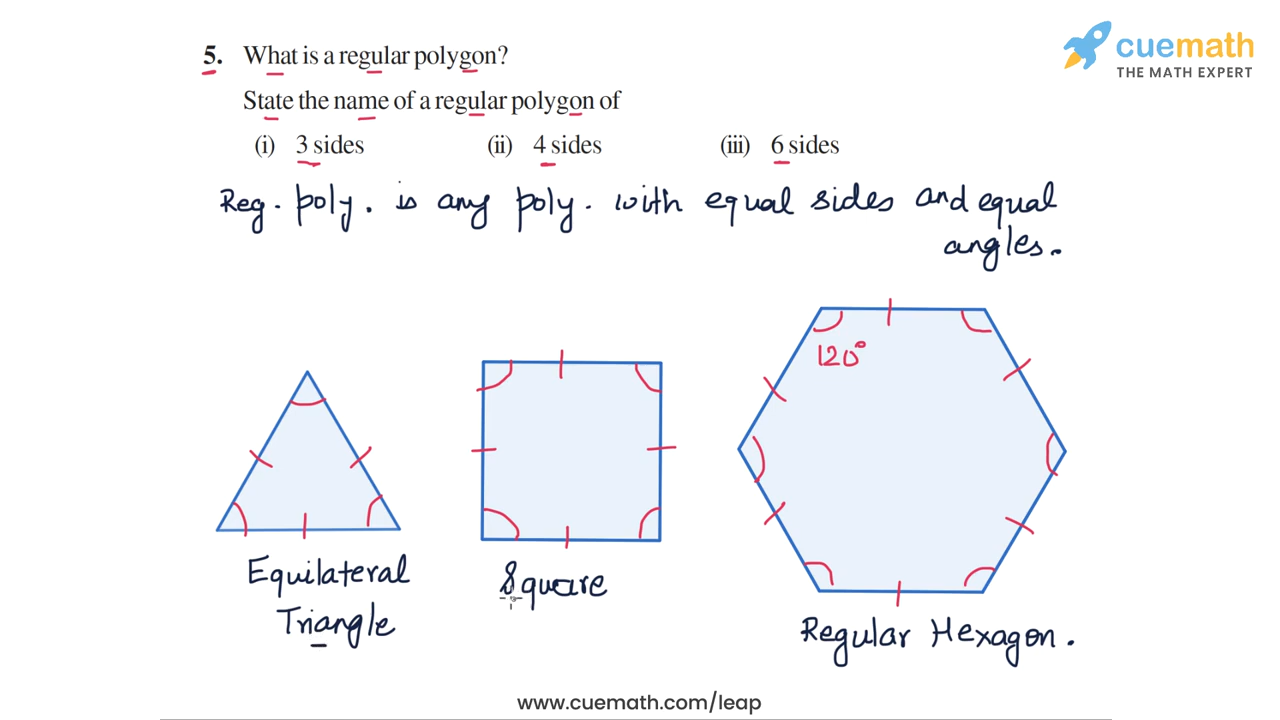 cuemath
THE MATH EXPERT
5. What is a regular polygon?
State the name of a regular polygon of
(i) 3 sides (ii) 4 sides (iii) 6 sides
Reg. poly. is any poly. with equal sides and equal
angles.
120°
Equilateral
Triangle
Square
Regular Hexagon.
www.cuemath.com/leap